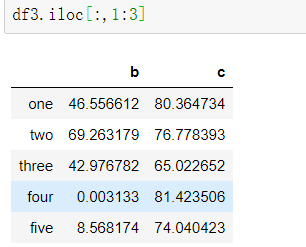 df3.iloc[:,1:3]
b c
one 46.556612 80.364734
two 69.263179 76.778393
three 42.976782 65.022652
four 0.003133 81.423506
five 8.568174 74.040423